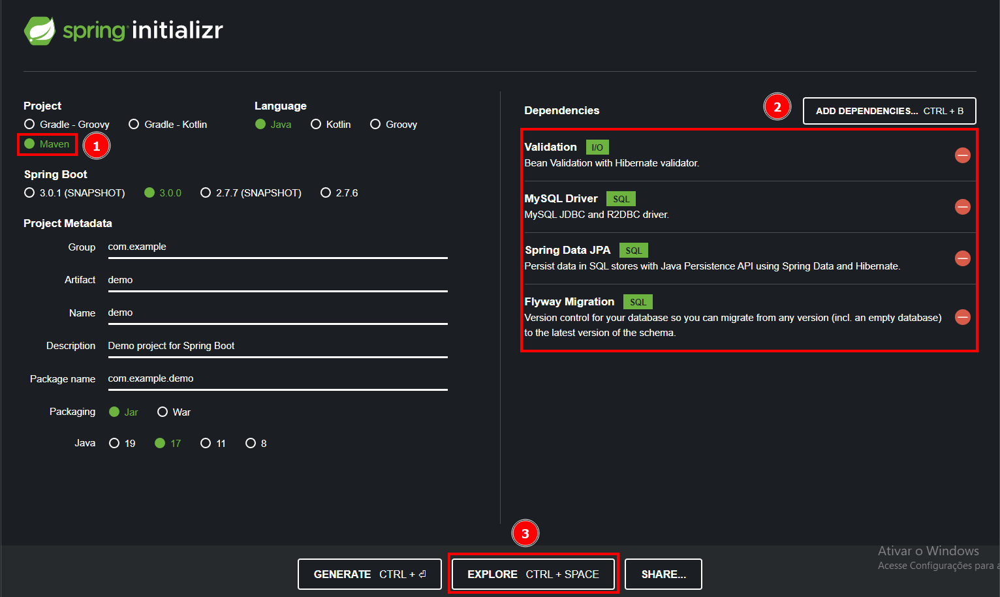 spring initializr
Project
Gradle - Groovy Gradle - Kotlin
Maven 1
Language
Java Kotlin Groovy
Spring Boot
3.0.1 (SNAPSHOT) 3.0.0 2.7.7 (SNAPSHOT) 2.7.6
Project Metadata
Group com.example
Artifact demo
Name demo
Description Demo project for Spring Boot
Package name com.example.demo
Packaging Jar War
Java 19 17 11 8
Dependencies 2 ADD DEPENDENCIES... CTRL + B
Validation I/O
Bean Validation with Hibernate validator.
MySQL Driver SQL
MySQL JDBC and R2DBC driver.
Spring Data JPA SQL
Persist data in SQL stores with Java Persistence API using Spring Data and Hibernate.
Flyway Migration SQL
Version control for your database so you can migrate from any version (incl. an empty database)
to the latest version of the schema.
3
GENERATE CTRL + ⏎ EXPLORE CTRL + SPACE SHARE...
Ativar o Windows
Acesse Configurações para a